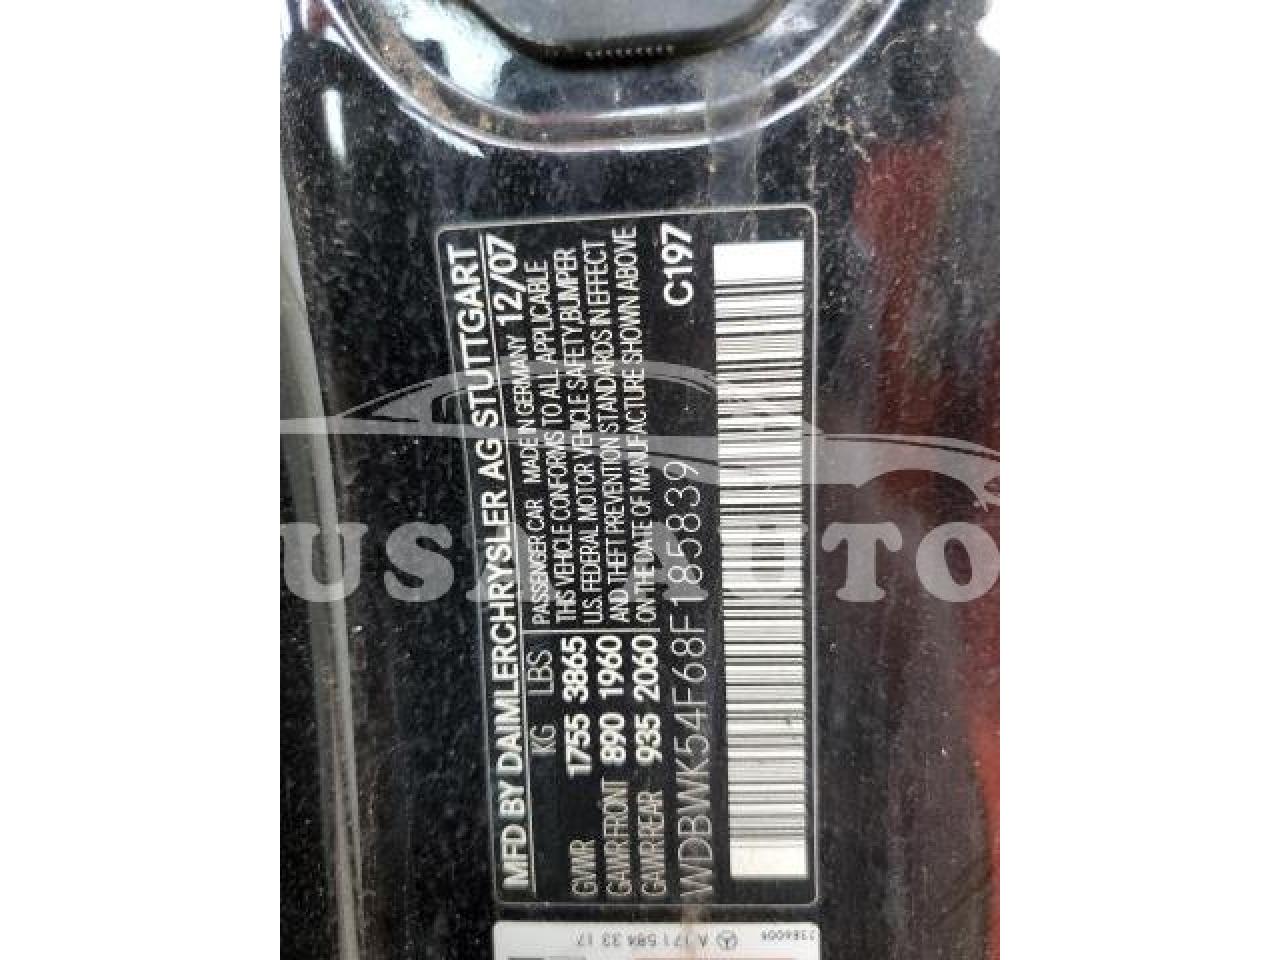 MFD BY DAIMLERCHRYSLER AG STUTTGART
KG LBS PASSENGER CAR MADE IN GERMANY 12/07
GVWR 1755 3865 THIS VEHICLE CONFORMS TO ALL APPLICABLE
GAWR FRONT 890 1960 U.S. FEDERAL MOTOR VEHICLE SAFETY, BUMPER
GAWR REAR 935 2060 AND THEFT PREVENTION STANDARDS IN EFFECT
ON THE DATE OF MANUFACTURE SHOWN ABOVE
WDBWK54F68F185839 C197
A 171 584 33 17
AUTO